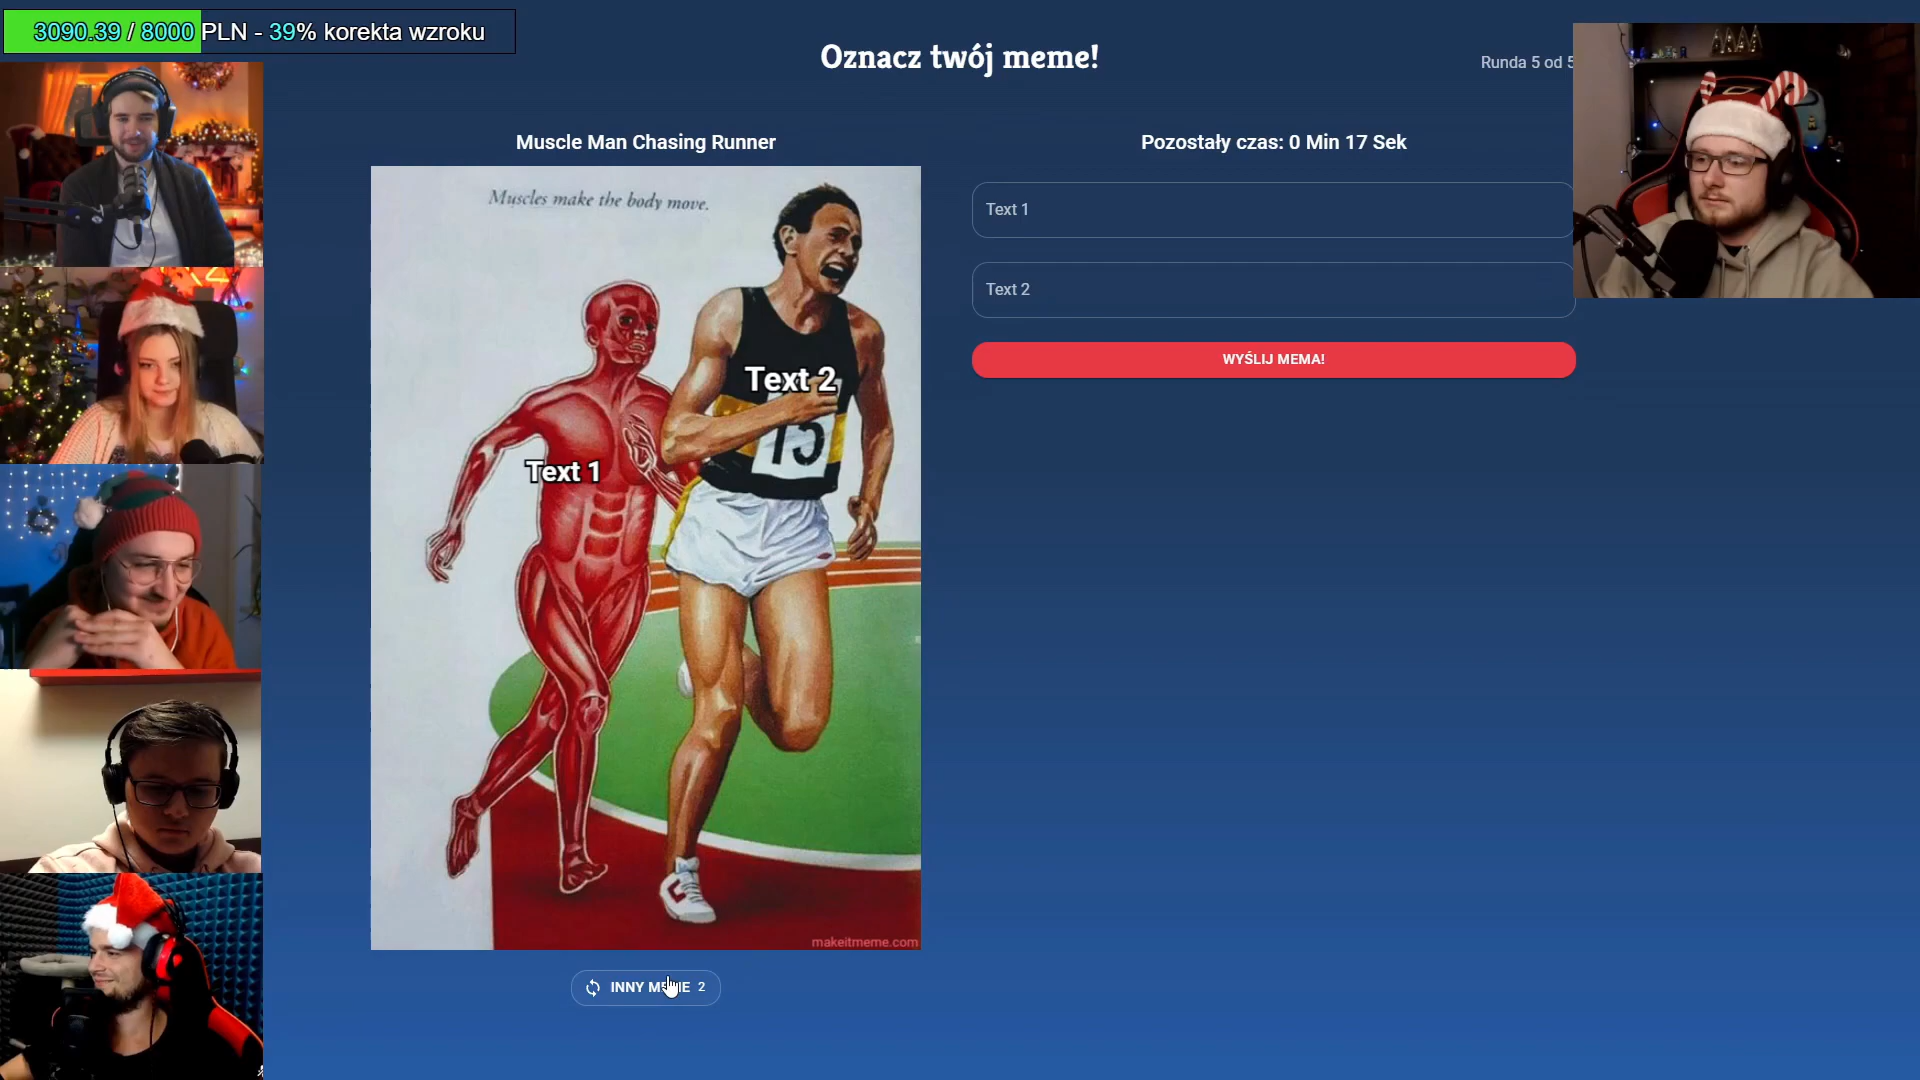 3090.39 / 8000 PLN - 39% korekta wzroku
Oznacz twój meme!
Runda 5 od 5
Muscle Man Chasing Runner
Pozostały czas: 0 Min 17 Sek
Muscles make the body move.
Text 1
Text 2
WYŚLIJ MEMA!
Text 2
15
Text 1
makeitmeme.com
INNY MEME 2